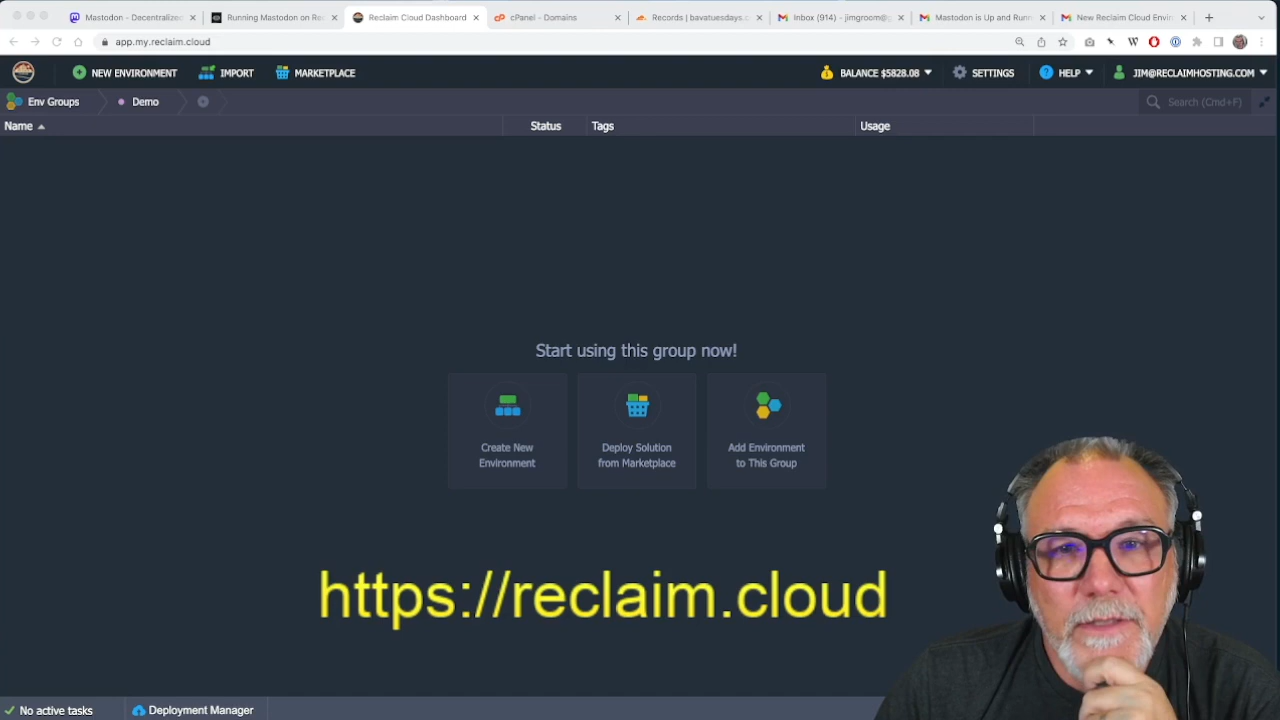 Mastodon - Decentralized
Running Mastodon on Re
Reclaim Cloud Dashboard
cPanel - Domains
Records | bavatuesdays.c
Inbox (914) - jimgroom@g
Mastodon is Up and Runn
New Reclaim Cloud Envir
app.my.reclaim.cloud
NEW ENVIRONMENT
IMPORT
MARKETPLACE
BALANCE $5828.08
SETTINGS
HELP
JIM@RECLAIMHOSTING.COM
Env Groups
Demo
Search (Cmd+F)
Name
Status
Tags
Usage
Start using this group now!
Create New
Environment
Deploy Solution
from Marketplace
Add Environment
to This Group
https://reclaim.cloud
No active tasks
Deployment Manager